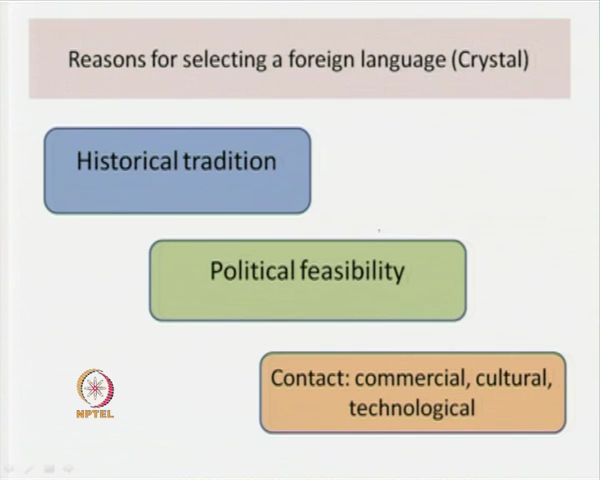 Reasons for selecting a foreign language (Crystal)
Historical tradition
Political feasibility
Contact: commercial, cultural,
technological
NPTEL